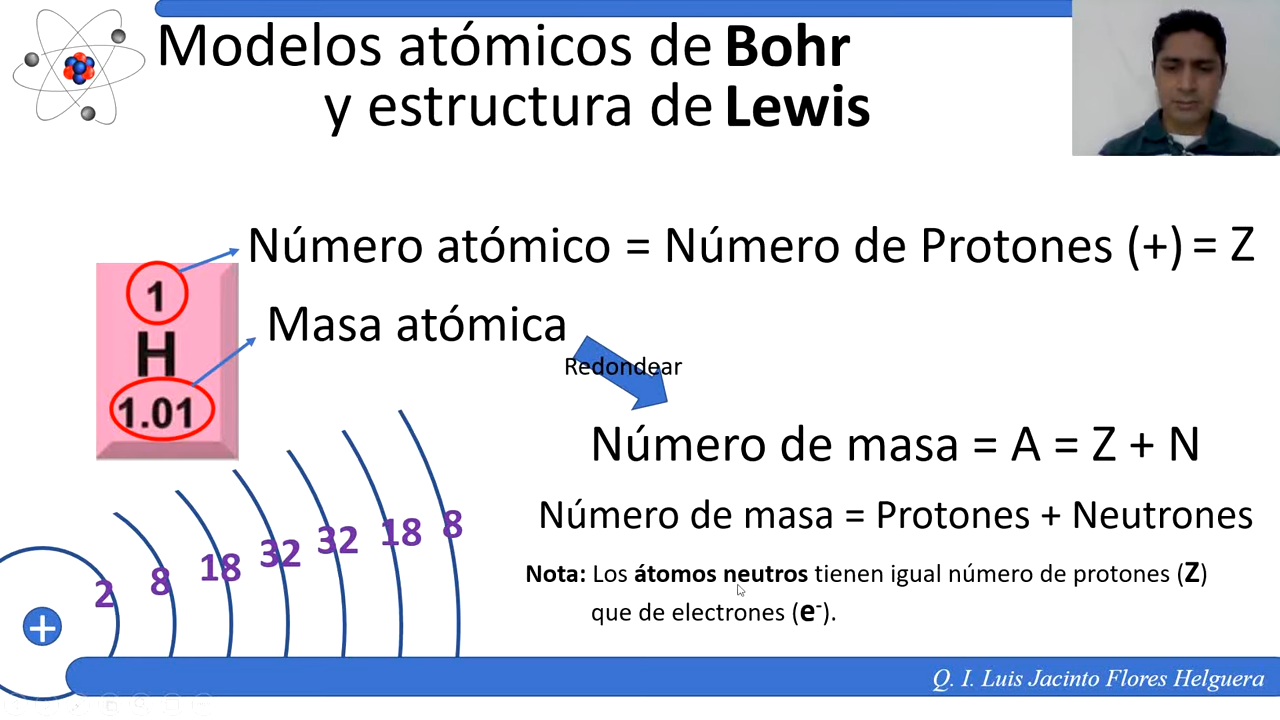 Modelos atómicos de Bohr
y estructura de Lewis
Número atómico = Número de Protones (+) = Z
1
H
1.01
Masa atómica
Redondear
Número de masa = A = Z + N
Número de masa = Protones + Neutrones
Nota: Los átomos neutros tienen igual número de protones (Z)
que de electrones (e⁻).
+
2 8 18 32 32 18 8
Q. I. Luis Jacinto Flores Helguera